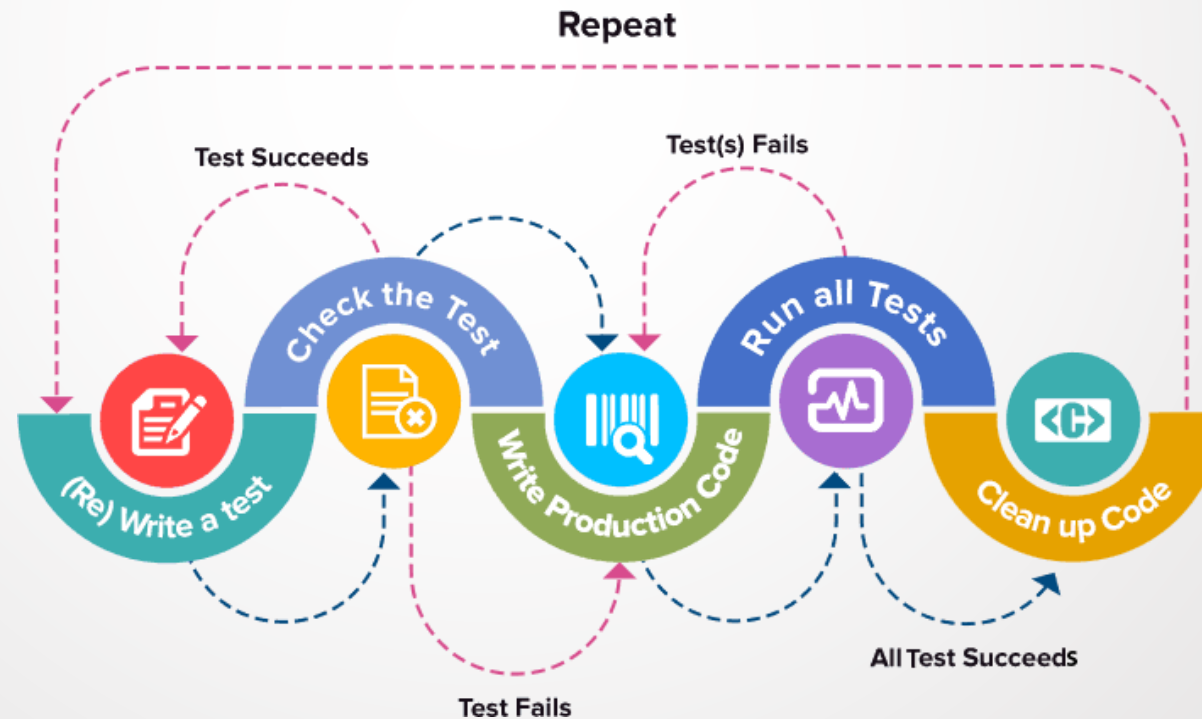 Repeat
Test Succeeds
Test(s) Fails
Check the Test
Run all Tests
(Re) Write a test
Write Production Code
<C>
Clean up Code
All Test Succeeds
Test Fails